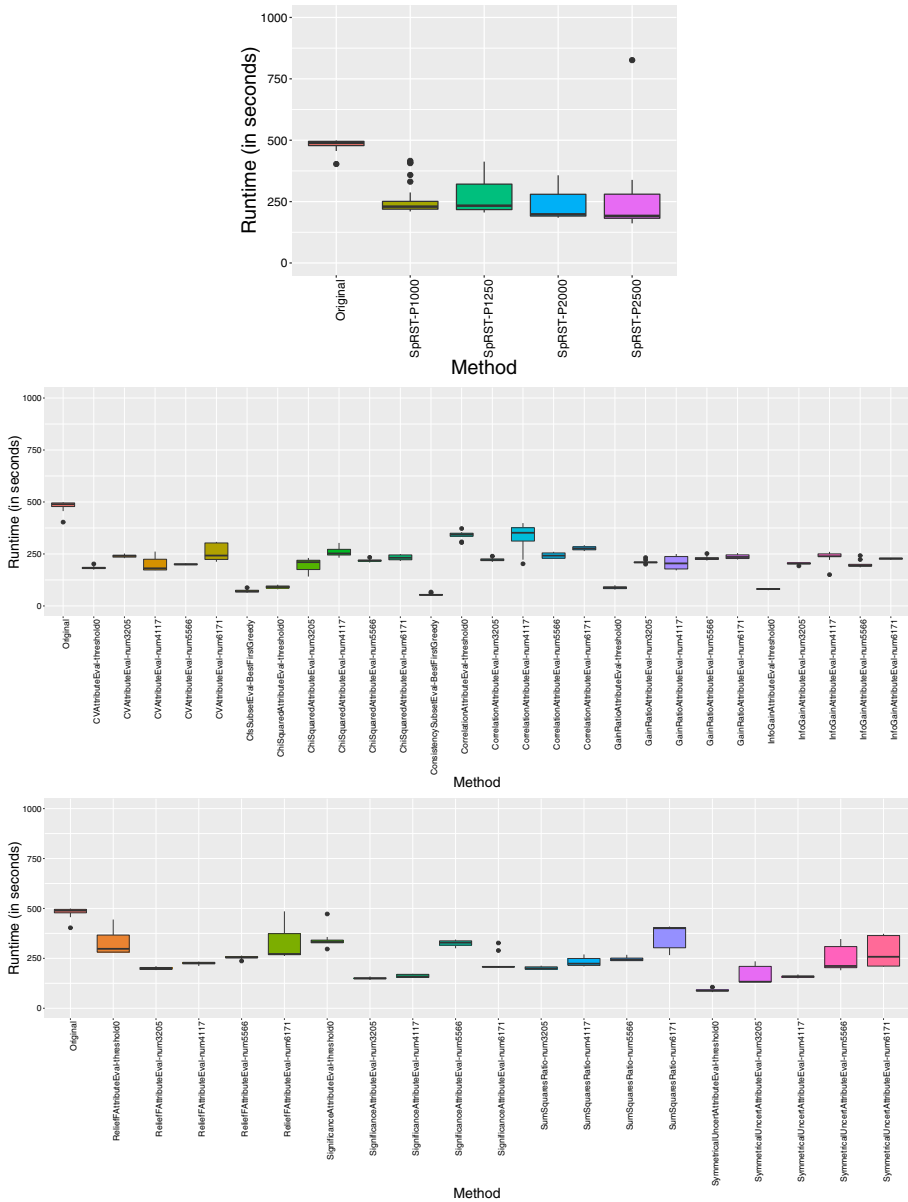 1000
750
500
250
0
Runtime (in seconds)
Original
SpRST-P1000
SpRST-P1250
SpRST-P2000
SpRST-P2500
Method
1000
750
500
250
0
Runtime (in seconds)
Original
CVAttributeEval-threshold0
CVAttributeEval-num3205
CVAttributeEval-num4117
CVAttributeEval-num5566
CVAttributeEval-num6171
CfsSubsetEval-BestFirstGreedy
ChiSquaredAttributeEval-threshold0
ChiSquaredAttributeEval-num3205
ChiSquaredAttributeEval-num4117
ChiSquaredAttributeEval-num5566
ChiSquaredAttributeEval-num6171
ConsistencySubsetEval-BestFirstGreedy
CorrelationAttributeEval-threshold0
CorrelationAttributeEval-num3205
CorrelationAttributeEval-num4117
CorrelationAttributeEval-num5566
CorrelationAttributeEval-num6171
GainRatioAttributeEval-threshold0
GainRatioAttributeEval-num3205
GainRatioAttributeEval-num4117
GainRatioAttributeEval-num5566
GainRatioAttributeEval-num6171
InfoGainAttributeEval-threshold0
InfoGainAttributeEval-num3205
InfoGainAttributeEval-num4117
InfoGainAttributeEval-num5566
InfoGainAttributeEval-num6171
Method
1000
750
500
250
0
Runtime (in seconds)
Original
ReliefFAttributeEval-threshold0
ReliefFAttributeEval-num3205
ReliefFAttributeEval-num4117
ReliefFAttributeEval-num5566
ReliefFAttributeEval-num6171
SignificanceAttributeEval-threshold0
SignificanceAttributeEval-num3205
SignificanceAttributeEval-num4117
SignificanceAttributeEval-num5566
SignificanceAttributeEval-num6171
SumSquaresRatio-num3205
SumSquaresRatio-num4117
SumSquaresRatio-num5566
SumSquaresRatio-num6171
SymmetricalUncertAttributeEval-threshold0
SymmetricalUncertAttributeEval-num3205
SymmetricalUncertAttributeEval-num4117
SymmetricalUncertAttributeEval-num5566
SymmetricalUncertAttributeEval-num6171
Method